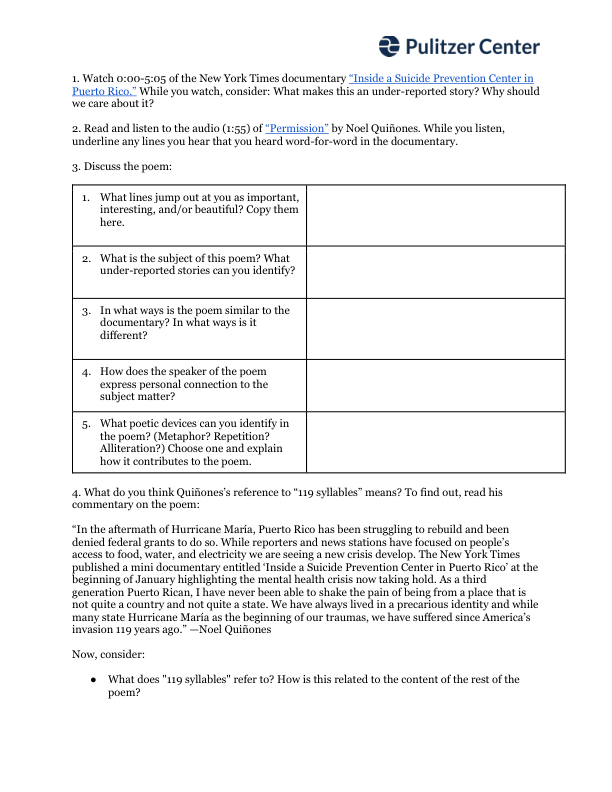 Pulitzer Center
1. Watch 0:00-5:05 of the New York Times documentary “Inside a Suicide Prevention Center in
Puerto Rico.” While you watch, consider: What makes this an under-reported story? Why should
we care about it?
2. Read and listen to the audio (1:55) of “Permission” by Noel Quiñones. While you listen,
underline any lines you hear that you heard word-for-word in the documentary.
3. Discuss the poem:
1. What lines jump out at you as important,
interesting, and/or beautiful? Copy them
here.
2. What is the subject of this poem? What
under-reported stories can you identify?
3. In what ways is the poem similar to the
documentary? In what ways is it
different?
4. How does the speaker of the poem
express personal connection to the
subject matter?
5. What poetic devices can you identify in
the poem? (Metaphor? Repetition?
Alliteration?) Choose one and explain
how it contributes to the poem.
4. What do you think Quiñones’s reference to “119 syllables” means? To find out, read his
commentary on the poem:
“In the aftermath of Hurricane María, Puerto Rico has been struggling to rebuild and been
denied federal grants to do so. While reporters and news stations have focused on people’s
access to food, water, and electricity we are seeing a new crisis develop. The New York Times
published a mini documentary entitled ‘Inside a Suicide Prevention Center in Puerto Rico’ at the
beginning of January highlighting the mental health crisis now taking hold. As a third
generation Puerto Rican, I have never been able to shake the pain of being from a place that is
not quite a country and not quite a state. We have always lived in a precarious identity and while
many state Hurricane María as the beginning of our traumas, we have suffered since America’s
invasion 119 years ago.” —Noel Quiñones
Now, consider:
● What does "119 syllables" refer to? How is this related to the content of the rest of the
poem?